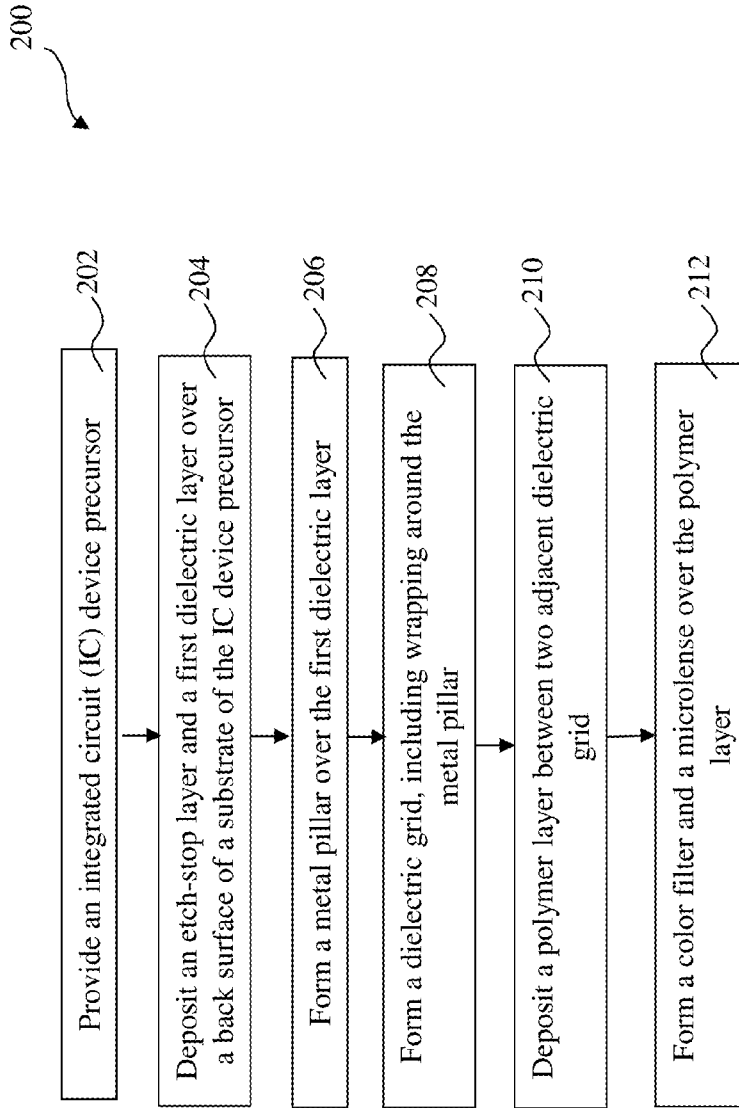 200
Provide an integrated circuit (IC) device precursor
202
Deposit an etch-stop layer and a first dielectric layer over
a back surface of a substrate of the IC device precursor
204
Form a metal pillar over the first dielectric layer
206
Form a dielectric grid, including wrapping around the
metal pillar
208
Deposit a polymer layer between two adjacent dielectric
grid
210
Form a color filter and a microlense over the polymer
layer
212